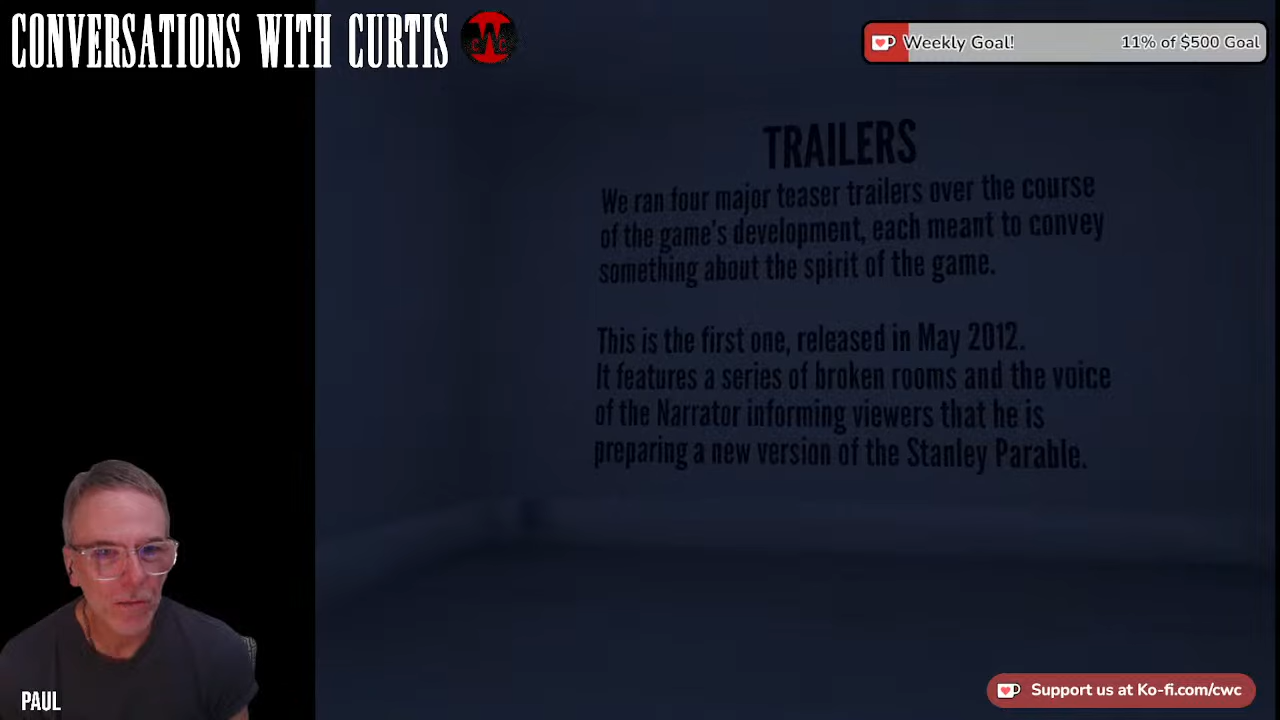 CONVERSATIONS WITH CURTIS
CWC
Weekly Goal!
11% of $500 Goal
TRAILERS
We ran four major teaser trailers over the course
of the game's development, each meant to convey
something about the spirit of the game.
This is the first one, released in May 2012.
It features a series of broken rooms and the voice
of the Narrator informing viewers that he is
preparing a new version of the Stanley Parable.
PAUL
Support us at Ko-fi.com/cwc